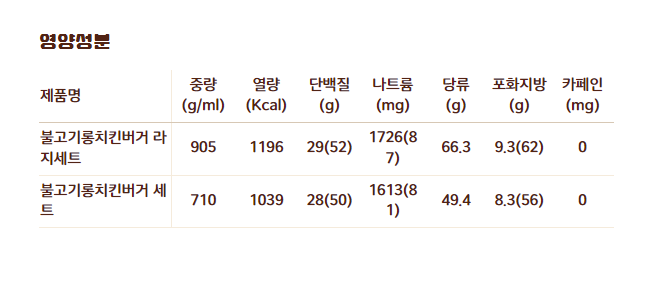 영양성분
제품명 중량 (g/ml) 열량 (Kcal) 단백질 (g) 나트륨 (mg) 당류 (g) 포화지방 (g) 카페인 (mg)
불고기롱치킨버거 라지세트 905 1196 29(52) 1726(87) 66.3 9.3(62) 0
불고기롱치킨버거 세트 710 1039 28(50) 1613(81) 49.4 8.3(56) 0